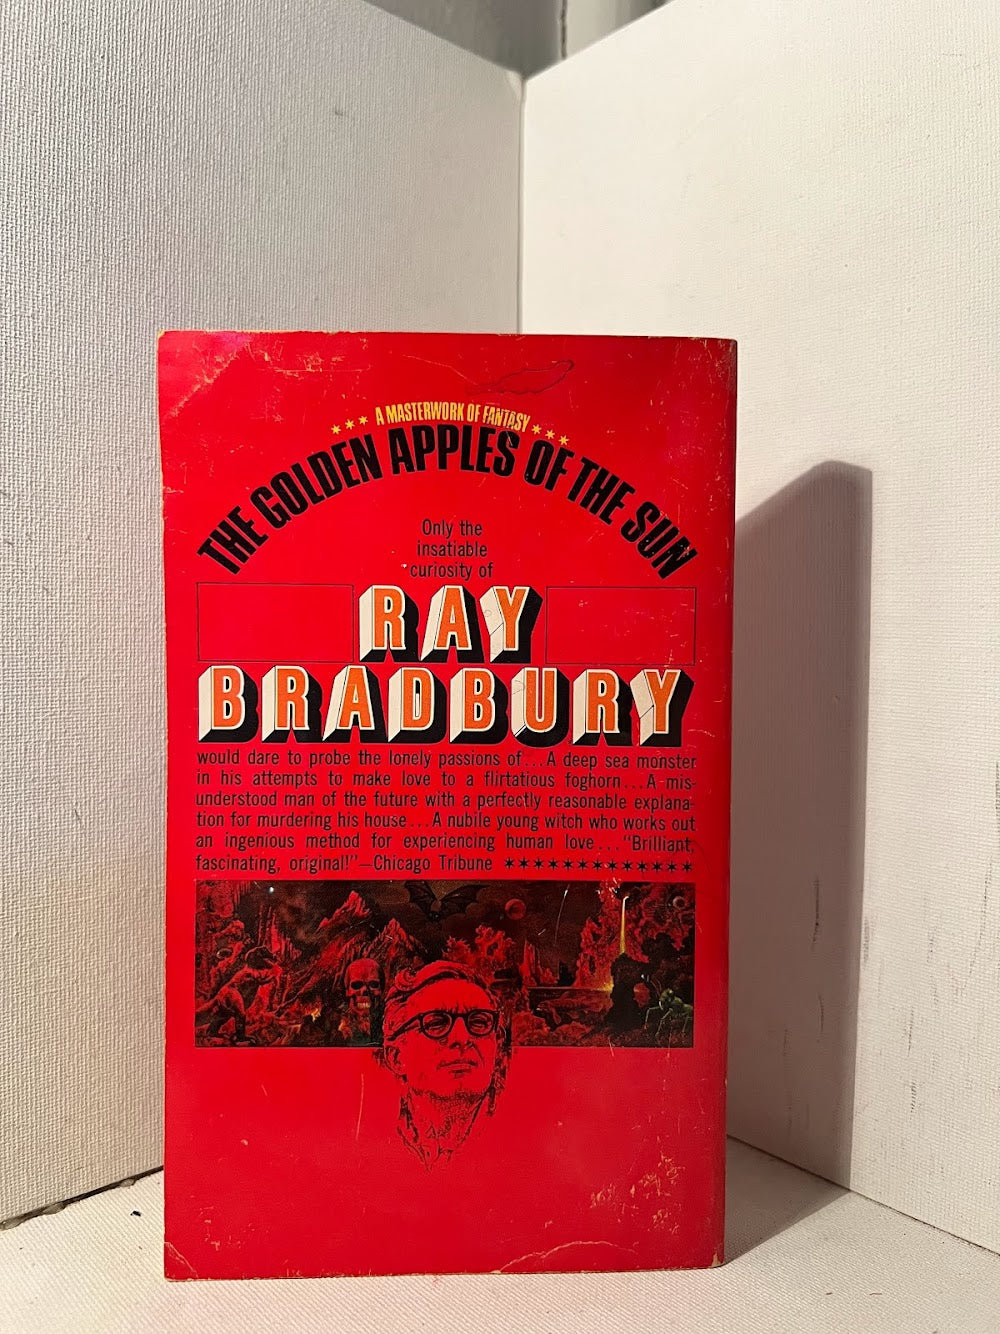 *** A MASTERWORK OF FANTASY ***
THE GOLDEN APPLES OF THE SUN
Only the
insatiable
curiosity of
RAY
BRADBURY
would dare to probe the lonely passions of...A deep sea monster
in his attempts to make love to a flirtatious foghorn...A mis-
understood man of the future with a perfectly reasonable explana-
tion for murdering his house...A nubile young witch who works out
an ingenious method for experiencing human love..."Brilliant,
fascinating, original!"—Chicago Tribune ************